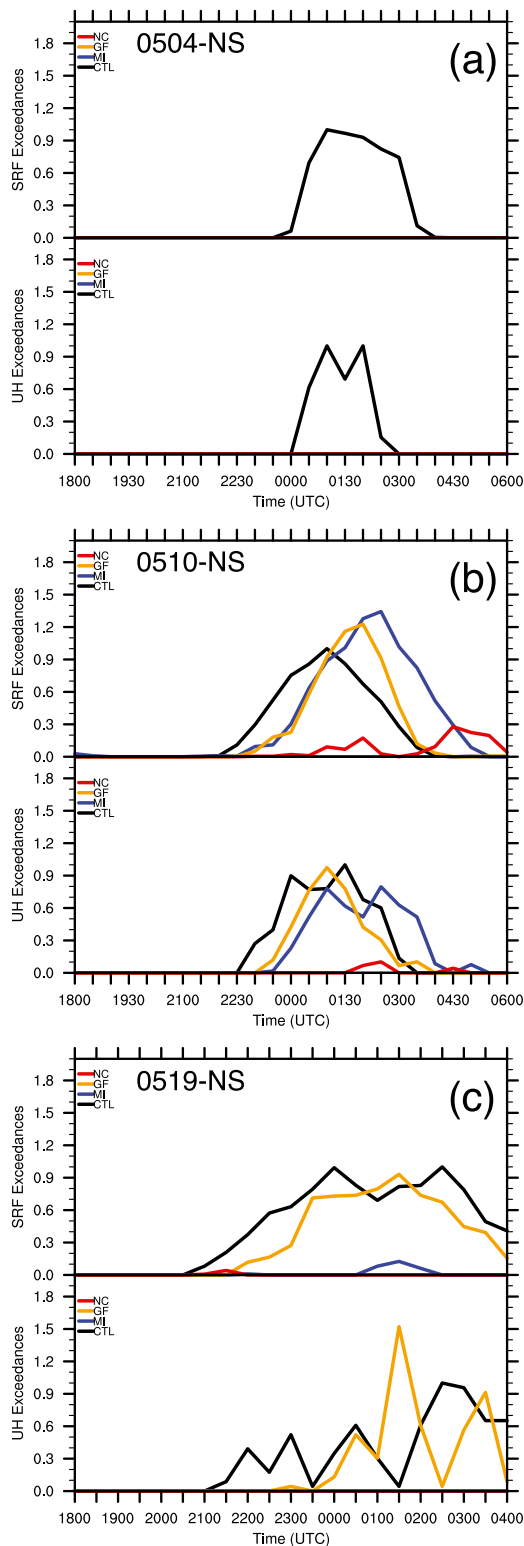 0504-NS
(a)
NC
GF
MI
CTL
SRF Exceedances
1.8
1.5
1.2
0.9
0.6
0.3
0.0
NC
GF
MI
CTL
UH Exceedances
1.8
1.5
1.2
0.9
0.6
0.3
0.0
1800 1930 2100 2230 0000 0130 0300 0430 0600
Time (UTC)
0510-NS
(b)
NC
GF
MI
CTL
SRF Exceedances
1.8
1.5
1.2
0.9
0.6
0.3
0.0
NC
GF
MI
CTL
UH Exceedances
1.8
1.5
1.2
0.9
0.6
0.3
0.0
1800 1930 2100 2230 0000 0130 0300 0430 0600
Time (UTC)
0519-NS
(c)
NC
GF
MI
CTL
SRF Exceedances
1.8
1.5
1.2
0.9
0.6
0.3
0.0
NC
GF
MI
CTL
UH Exceedances
1.8
1.5
1.2
0.9
0.6
0.3
0.0
1800 1900 2000 2100 2200 2300 0000 0100 0200 0300 0400
Time (UTC)